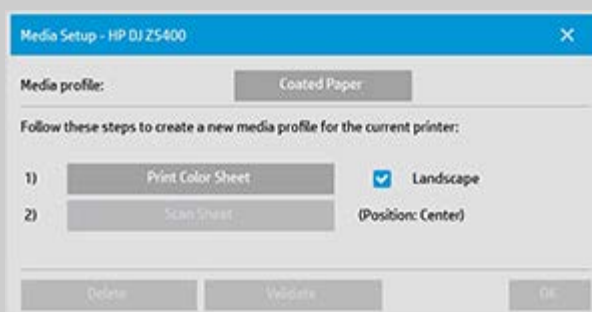 Media Setup - HP DJ Z5400
Media profile: Coated Paper
Follow these steps to create a new media profile for the current printer:
1) Print Color Sheet Landscape
2) Scan Sheet (Position: Center)
Delete Validate OK